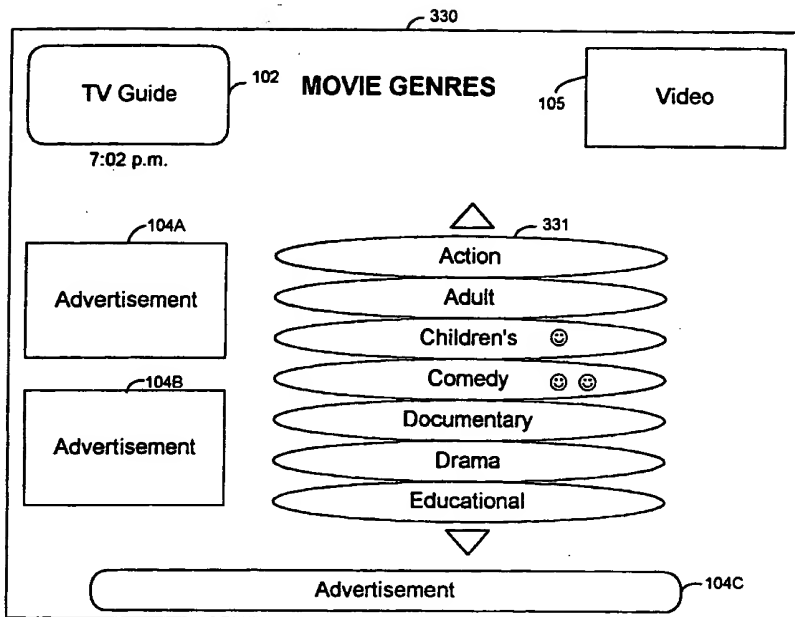 330
TV Guide
102
MOVIE GENRES
105
Video
7:02 p.m.
104A
331
Advertisement
Action
Adult
Children's
104B
Comedy
Advertisement
Documentary
Drama
Educational
Advertisement
104C